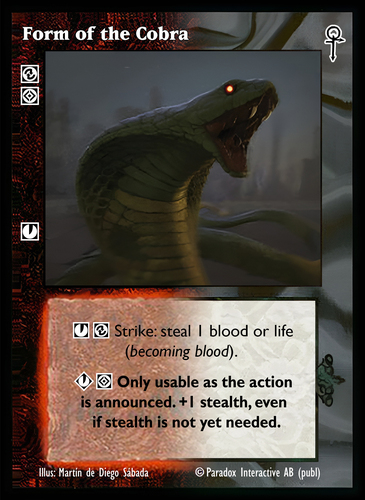 Form of the Cobra
Strike: steal 1 blood or life
(becoming blood).
Only usable as the action
is announced. +1 stealth, even
if stealth is not yet needed.
Illus: Martín de Diego Sábada
© Paradox Interactive AB (publ)